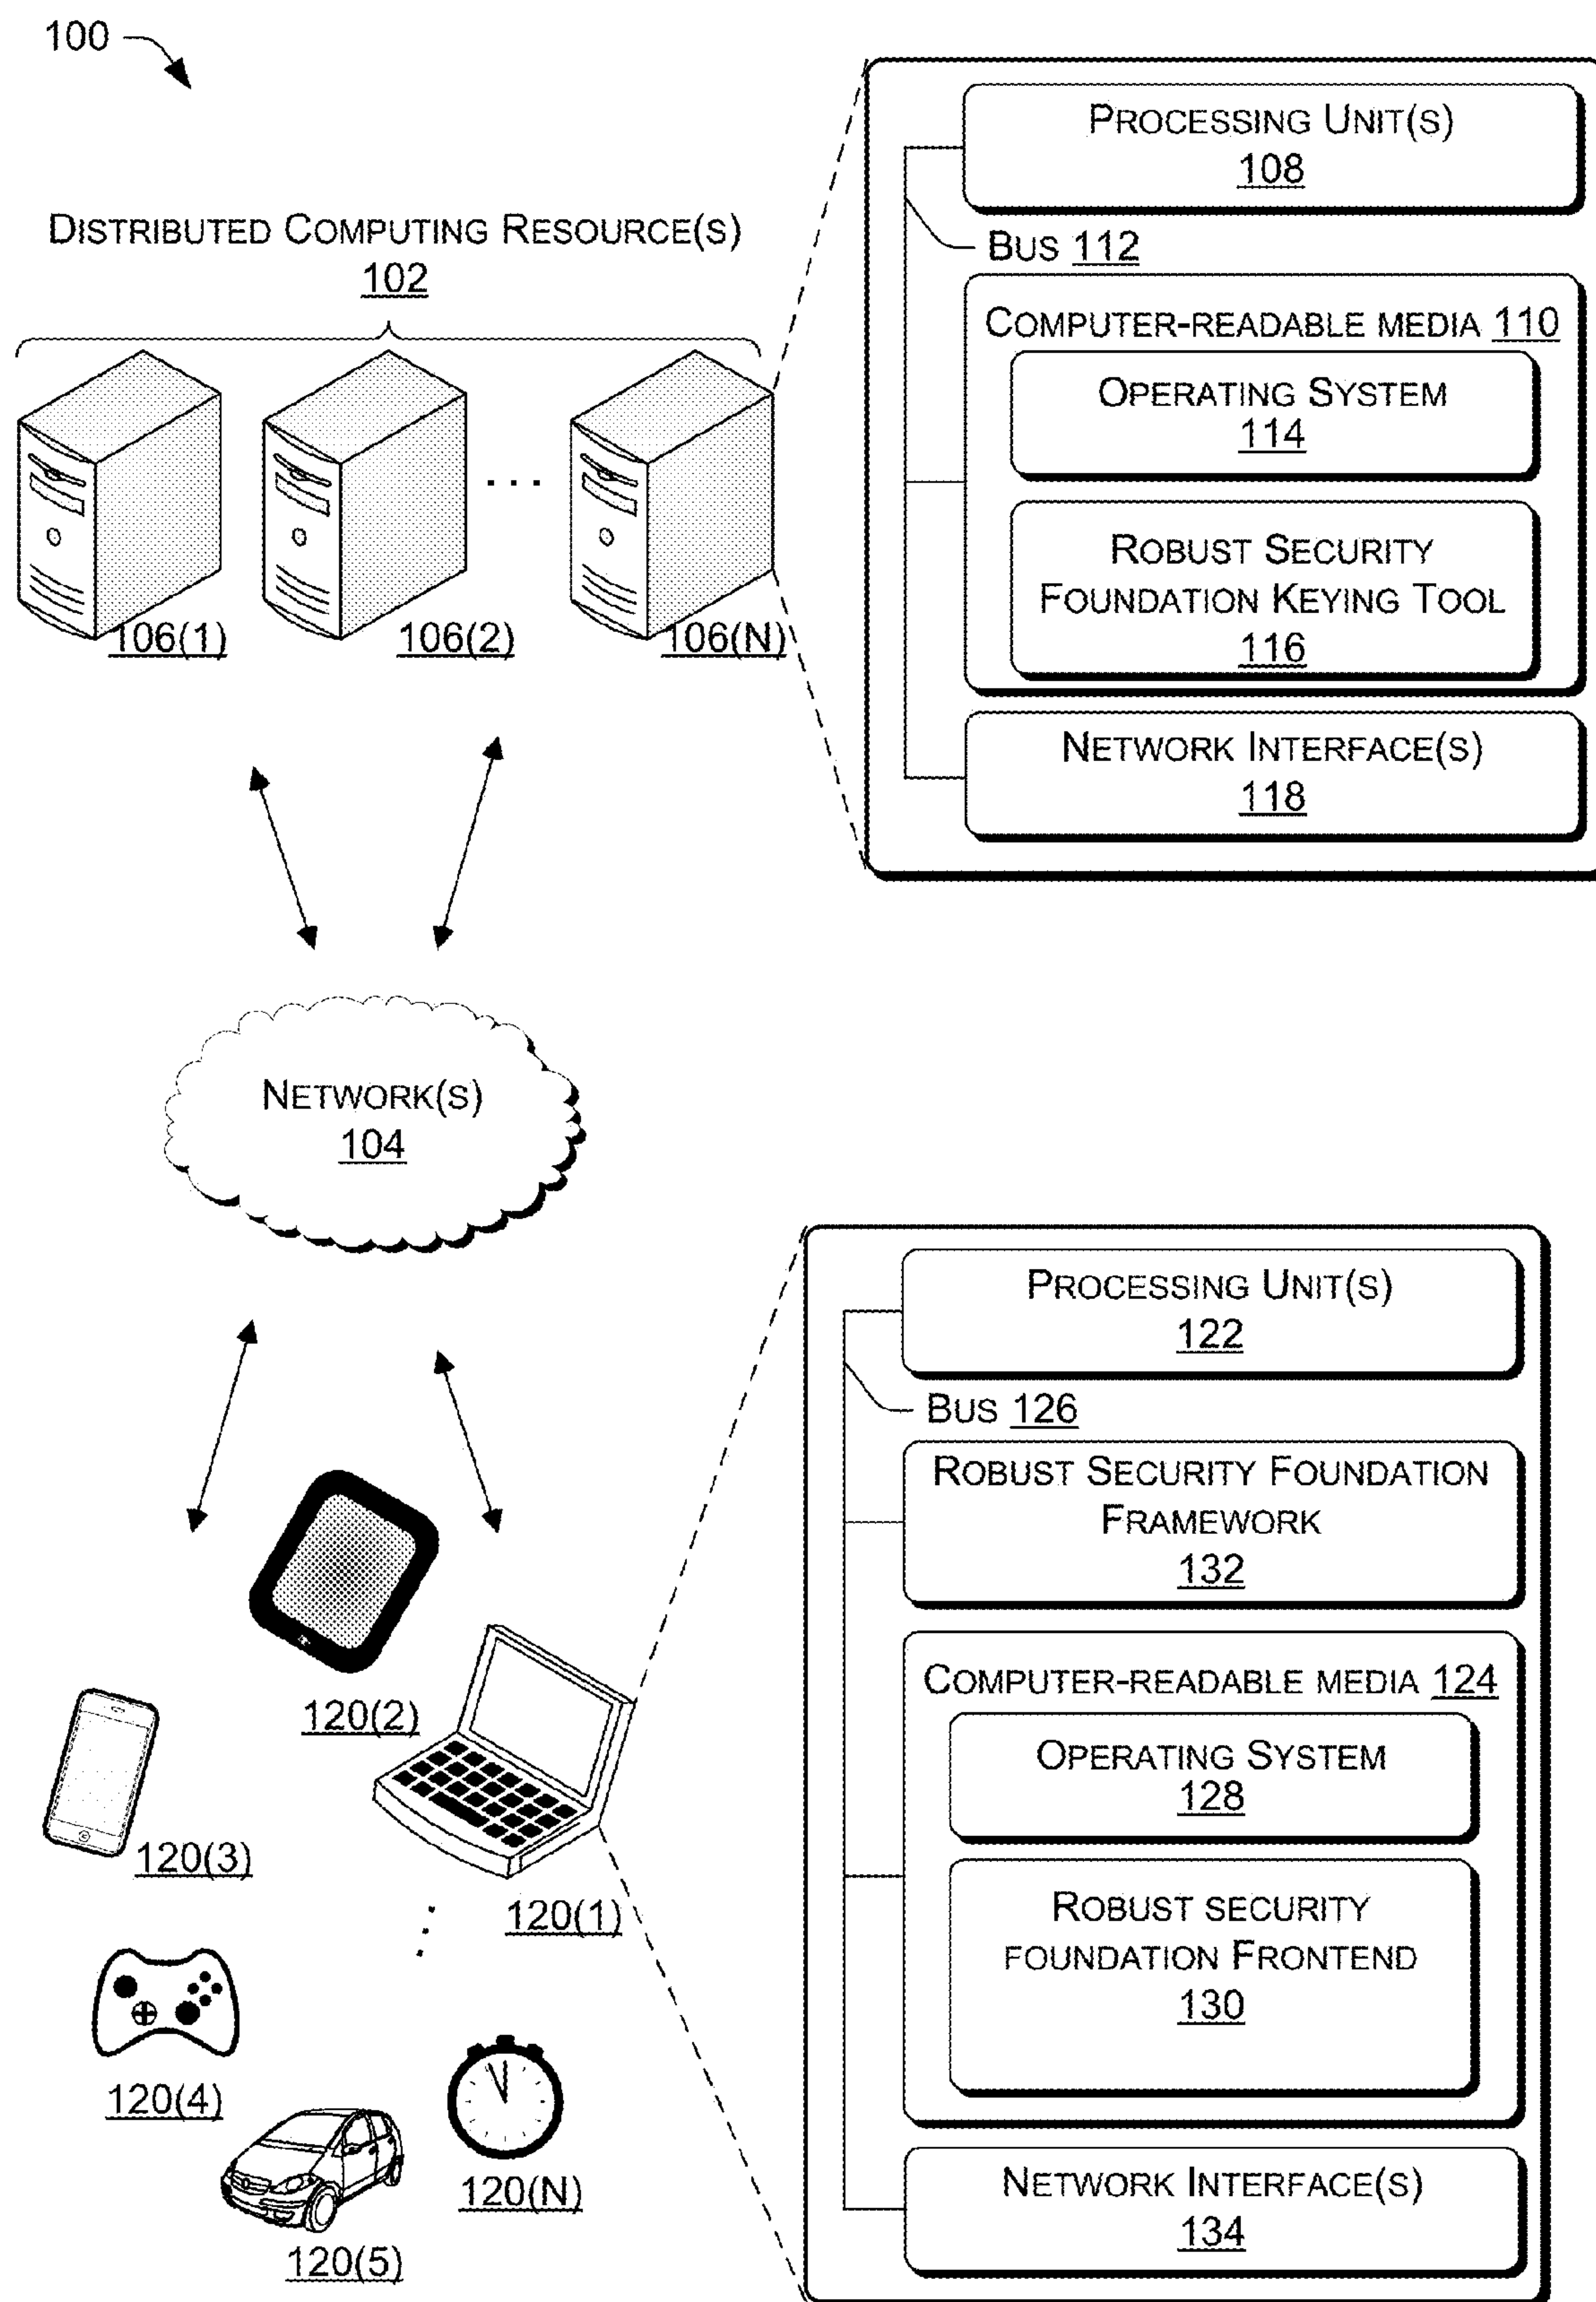 100
DISTRIBUTED COMPUTING RESOURCE(S)
102
106(1)
106(2)
...
106(N)
PROCESSING UNIT(S)
108
BUS 112
COMPUTER-READABLE MEDIA 110
OPERATING SYSTEM
114
ROBUST SECURITY
FOUNDATION KEYING TOOL
116
NETWORK INTERFACE(S)
118
NETWORK(S)
104
120(2)
120(3)
120(1)
...
120(4)
120(N)
120(5)
PROCESSING UNIT(S)
122
BUS 126
ROBUST SECURITY FOUNDATION
FRAMEWORK
132
COMPUTER-READABLE MEDIA 124
OPERATING SYSTEM
128
ROBUST SECURITY
FOUNDATION FRONTEND
130
NETWORK INTERFACE(S)
134